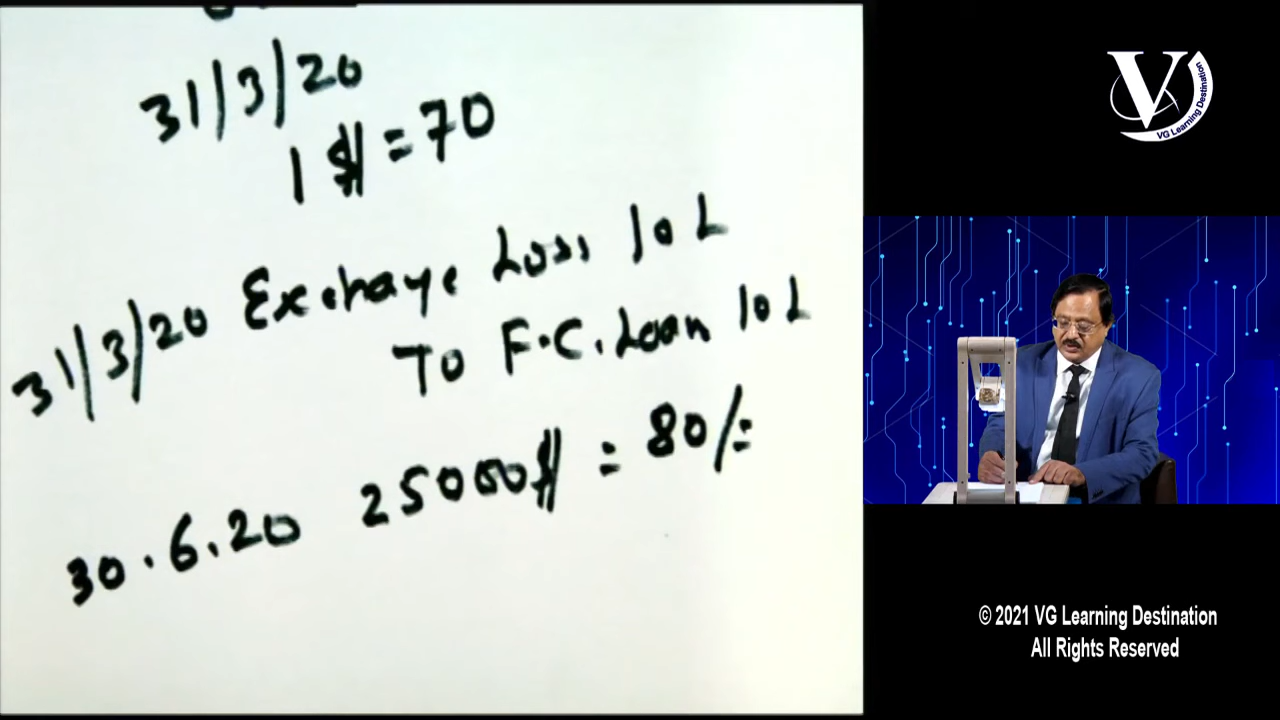 31/3/20
1 $ = 70
31/3/20 Exchange Loss 10 L
To F.C. Loan 10 L
30.6.20 25000$ = 80/=
V
VG Learning Destination
© 2021 VG Learning Destination
All Rights Reserved